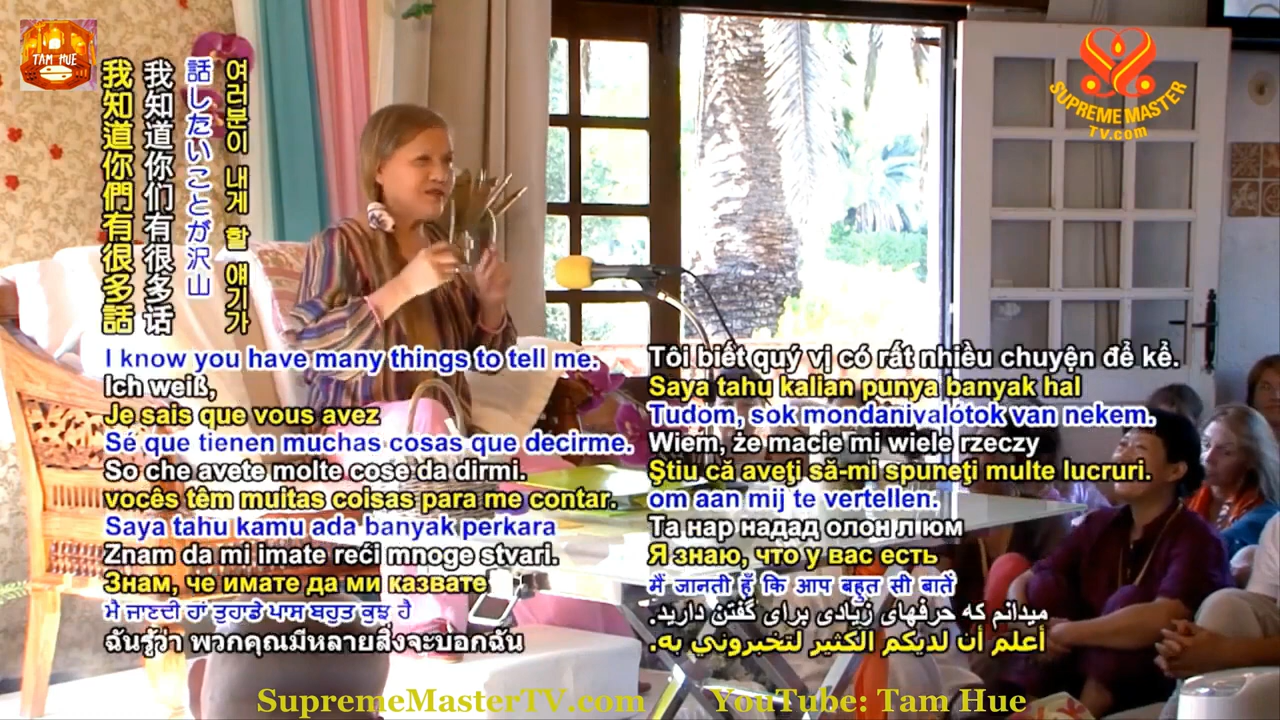 TAM HUE
SUPREME MASTER
TV.com
여러분이 내게 할 얘기가
話したいことが沢山
我知道你们有很多话
我知道你們有很多話
I know you have many things to tell me.
Ich weiß,
Je sais que vous avez
Sé que tienen muchas cosas que decirme.
So che avete molte cose da dirmi.
vocês têm muitas coisas para me contar.
Saya tahu kamu ada banyak perkara
Znam da mi imate reći mnoge stvari.
Знам, че имате да ми казвате
ਮੈ ਜਾਣਦੀ ਹਾਂ ਤੁਹਾਡੇ ਪਾਸ ਬਹੁਤ ਕੁਝ ਹੈ
ฉันรู้ว่า พวกคุณมีหลายสิ่งจะบอกฉัน
Tôi biết quý vị có rất nhiều chuyện để kể.
Saya tahu kalian punya banyak hal
Tudom, sok mondanivalótok van nekem.
Wiem, że macie mi wiele rzeczy
Ştiu că aveţi să-mi spuneţi multe lucruri.
om aan mij te vertellen.
Та нар надад олон л юм
Я знаю, что у вас есть
मैं जानती हूँ कि आप बहुत सी बातें
میدانم که حرفهای زیادی برای گفتن دارید.
أعلم أن لديكم الكثير لتخبروني به.
SupremeMasterTV.com
YouTube: Tam Hue